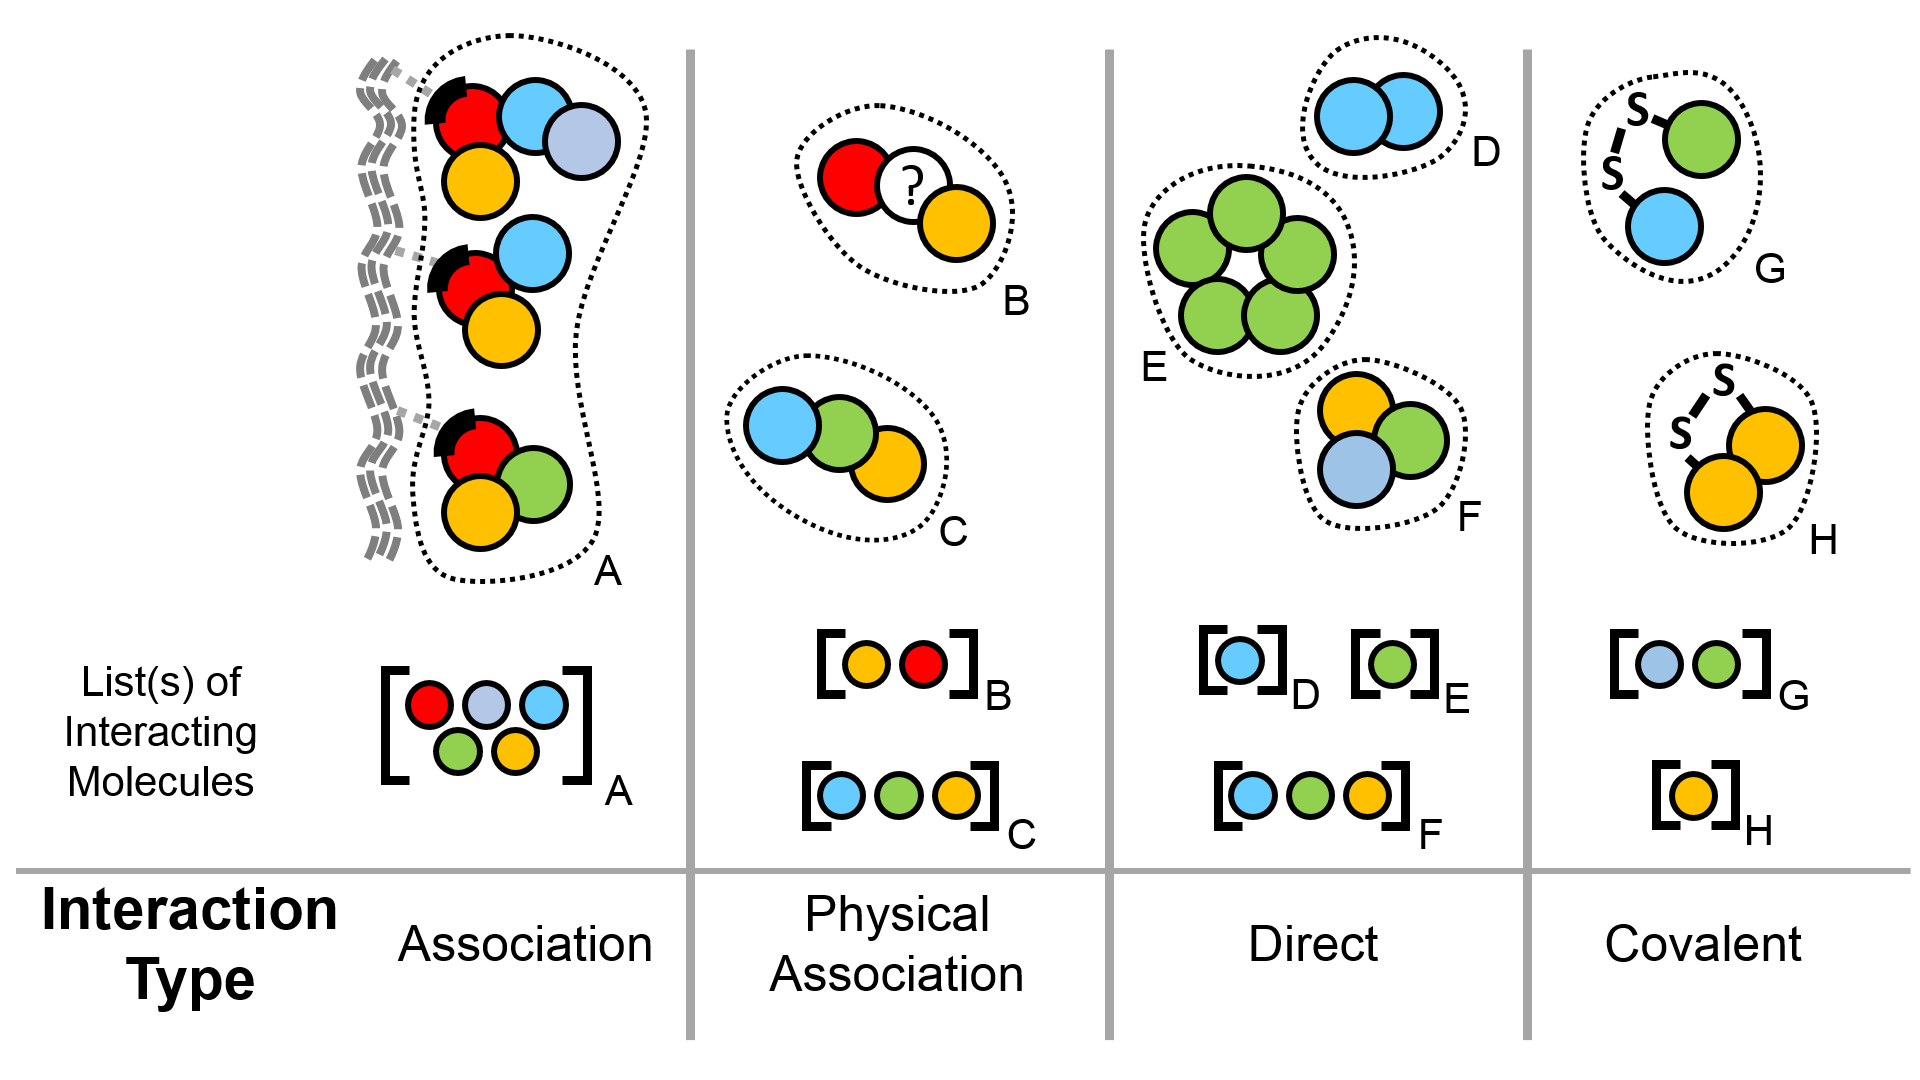 A
?
B
C
D
E
F
S
S
G
S
S
H
List(s) of
Interacting
Molecules
A
B
C
D
E
F
G
H
Interaction
Type
Association
Physical
Association
Direct
Covalent